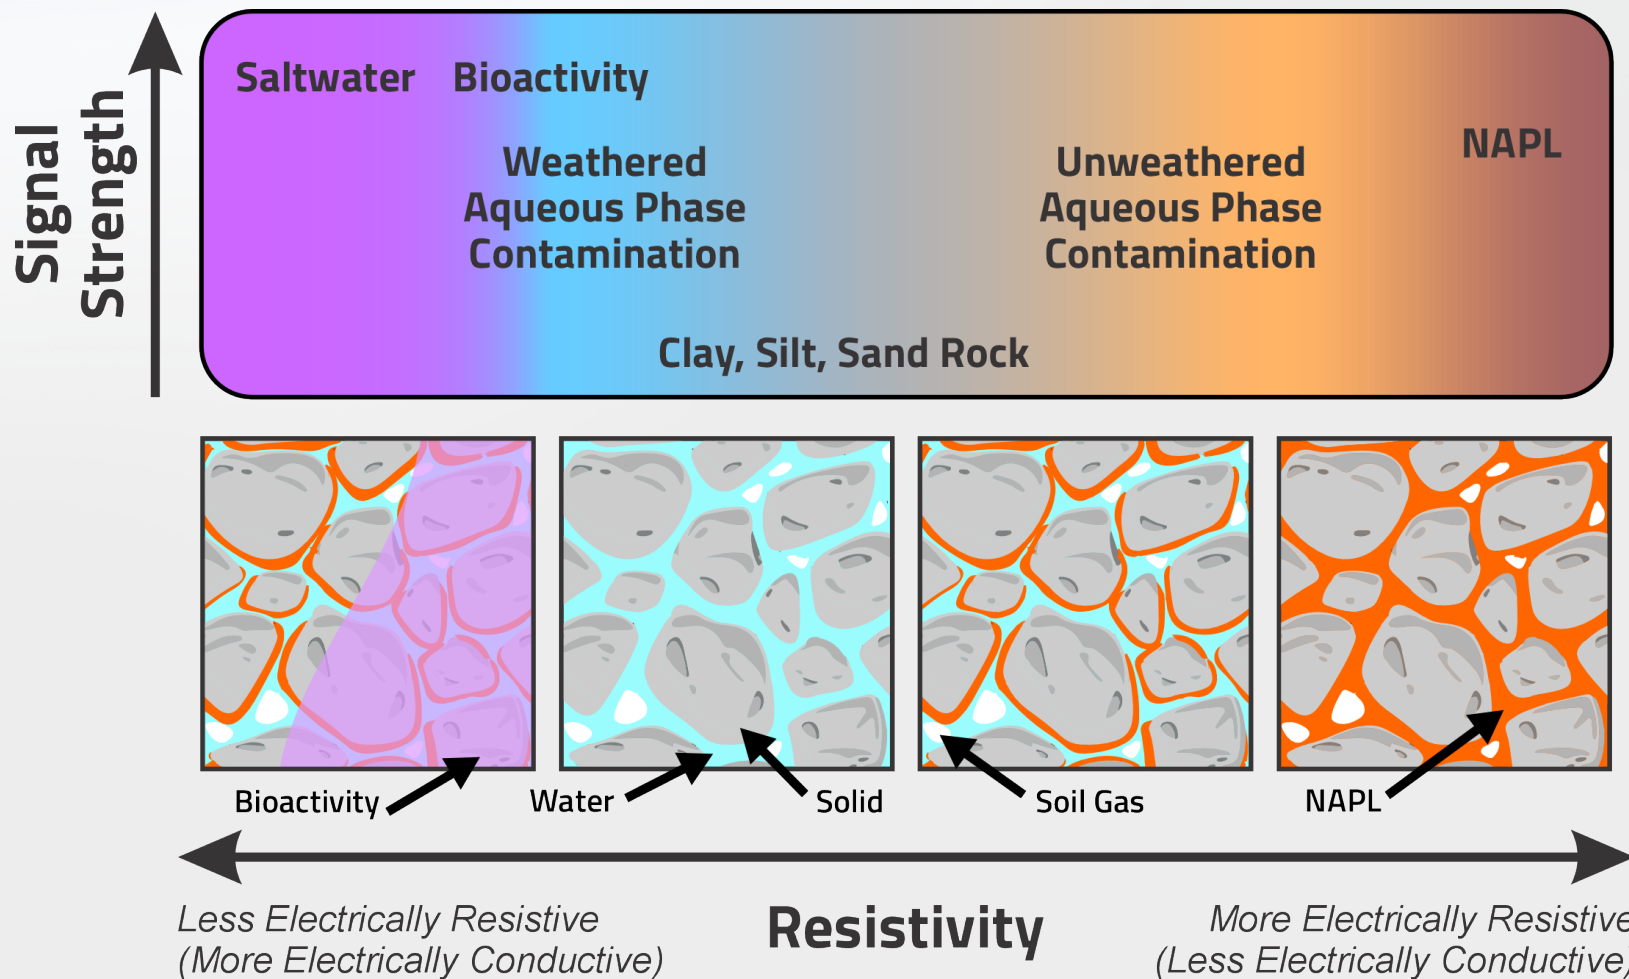 Signal
Strength
Saltwater
Bioactivity
Weathered
Aqueous Phase
Contamination
Unweathered
Aqueous Phase
Contamination
NAPL
Clay, Silt, Sand Rock
Bioactivity
Water
Solid
Soil Gas
NAPL
Less Electrically Resistive
(More Electrically Conductive)
Resistivity
More Electrically Resistive
(Less Electrically Conductive)